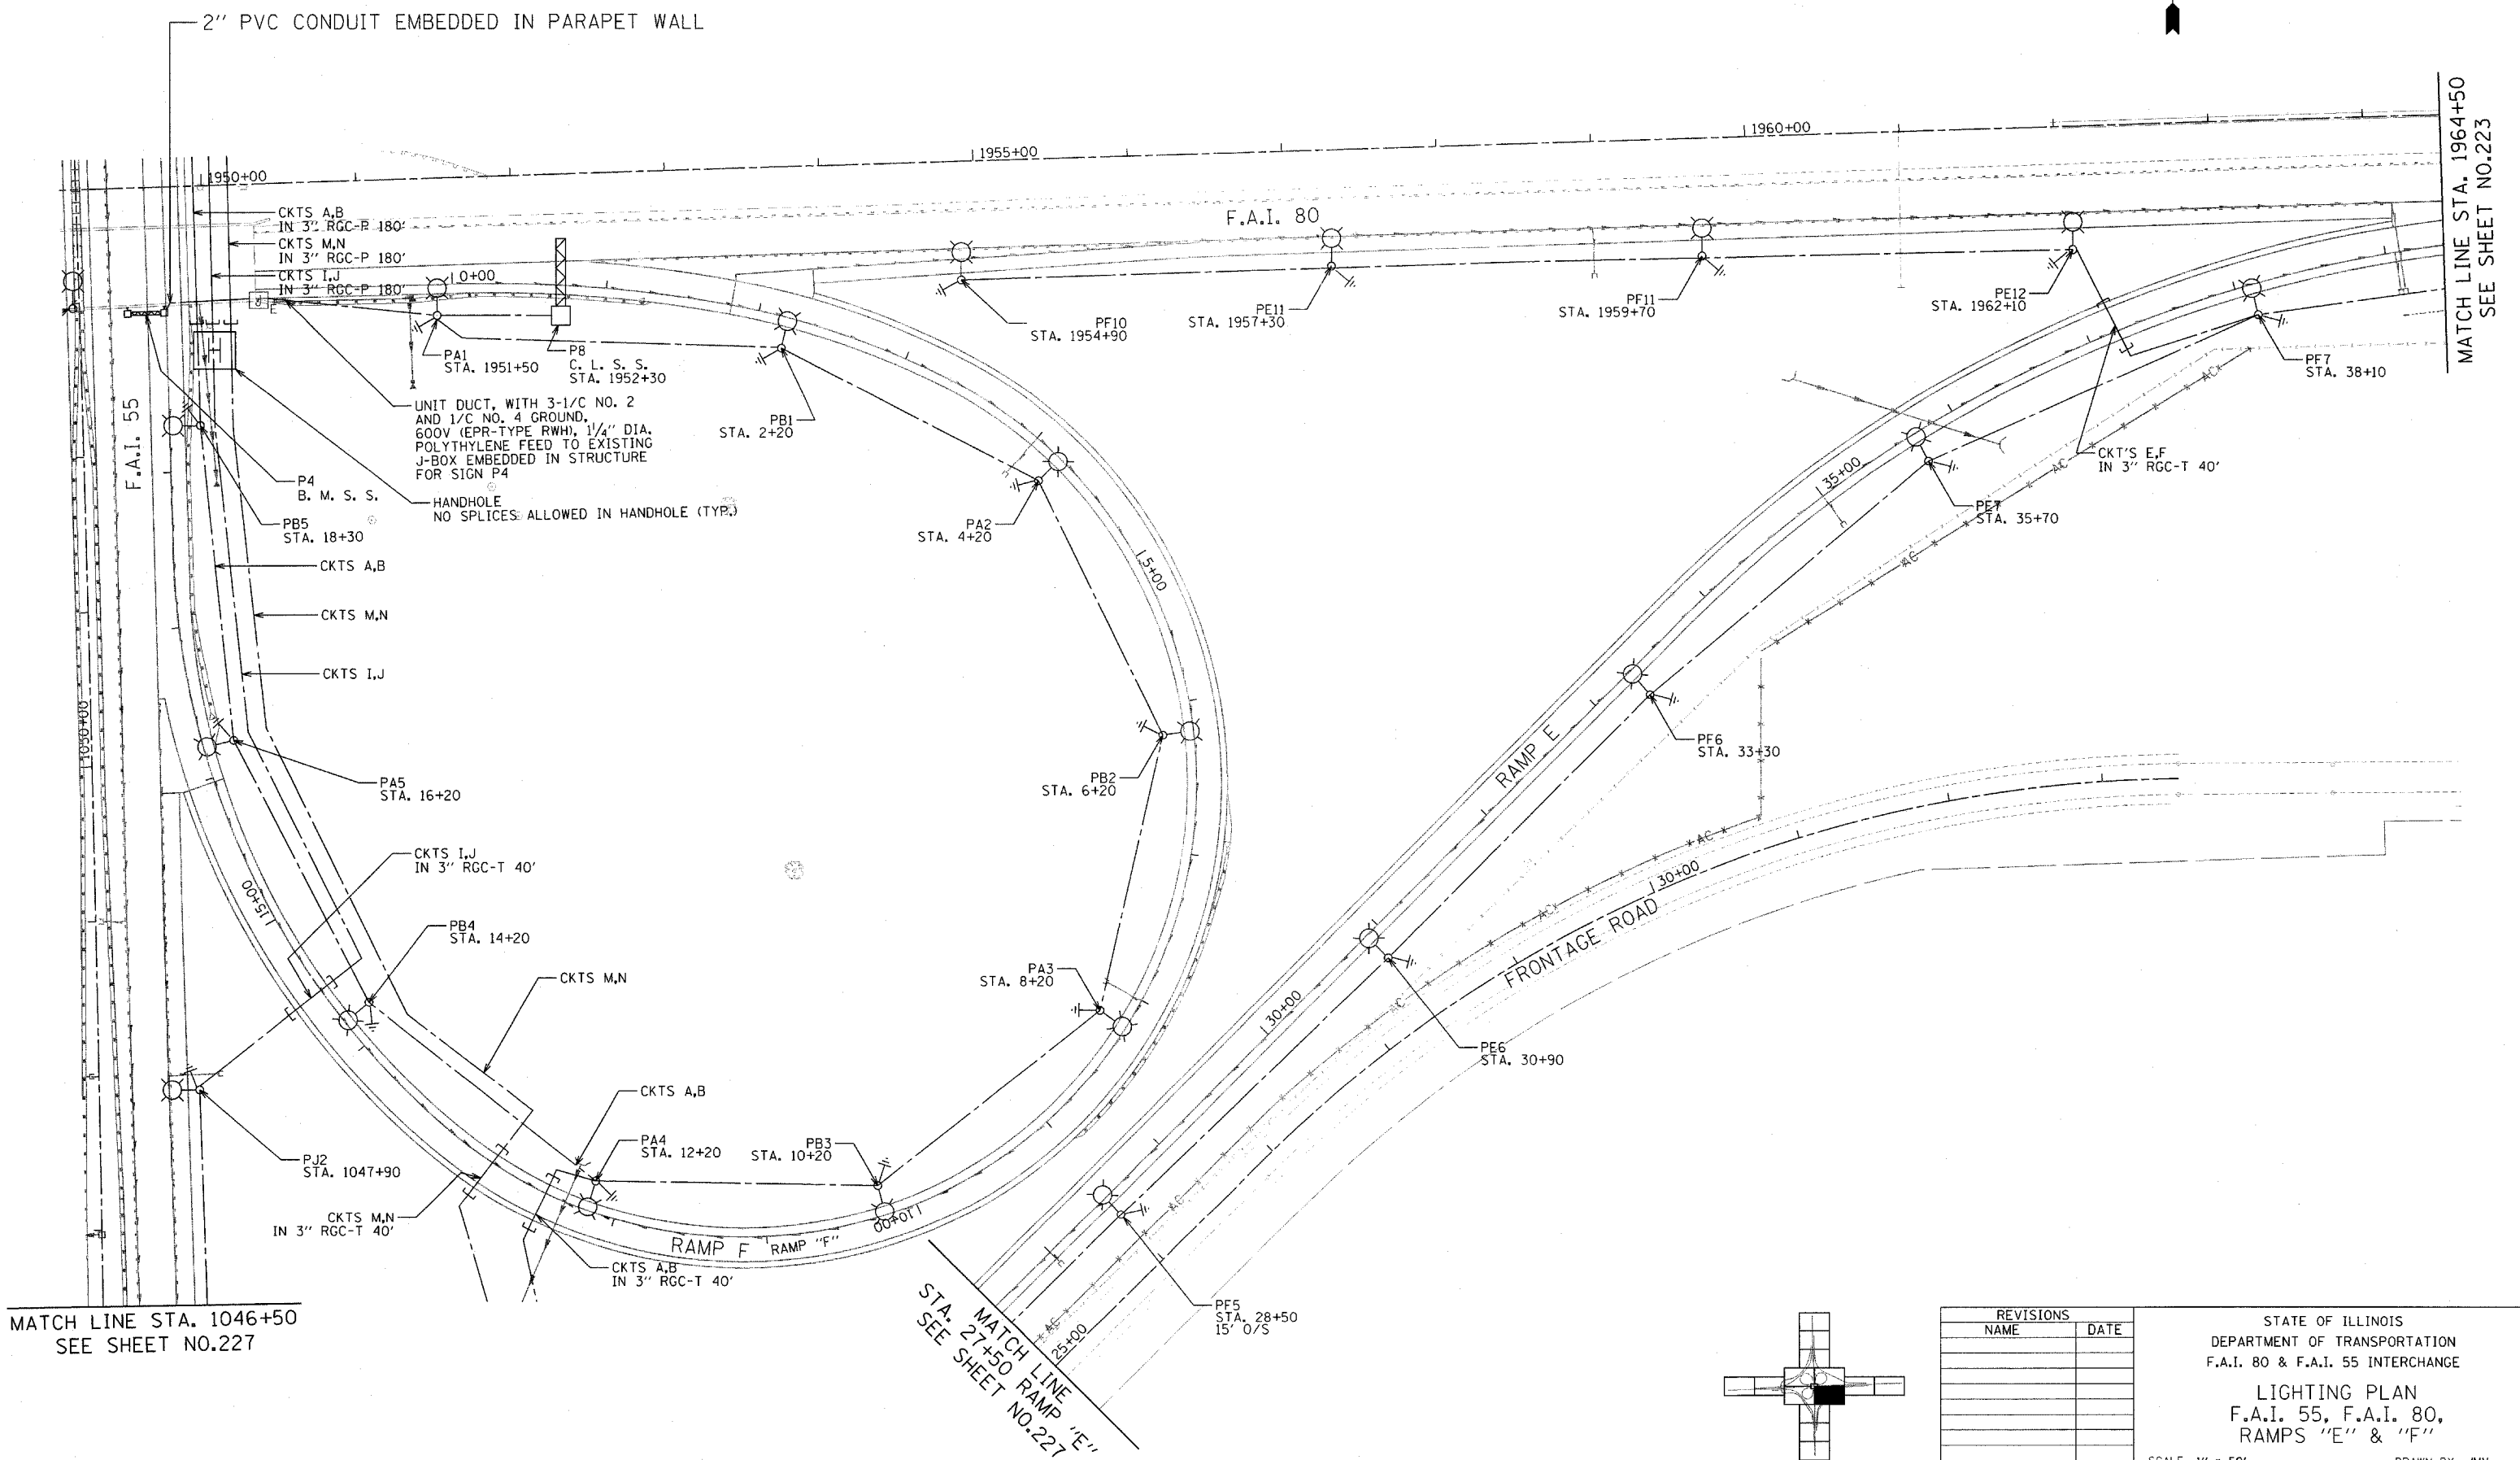 2" PVC CONDUIT EMBEDDED IN PARAPET WALL
1950+00
1955+00
1960+00
MATCH LINE STA. 1964+50
SEE SHEET NO.223
F.A.I. 80
CKTS A,B
IN 3" RGC-P 180'
CKTS M,N
IN 3" RGC-P 180'
CKTS I,J
IN 3" RGC-P 180'
0+00
J
E
H
PA1
STA. 1951+50
P8
C. L. S. S.
STA. 1952+30
PF10
STA. 1954+90
PE11
STA. 1957+30
PF11
STA. 1959+70
PE12
STA. 1962+10
PF7
STA. 38+10
UNIT DUCT, WITH 3-1/C NO. 2
AND 1/C NO. 4 GROUND,
600V (EPR-TYPE RWH), 1¼" DIA.
POLYTHYLENE FEED TO EXISTING
J-BOX EMBEDDED IN STRUCTURE
FOR SIGN P4
PB1
STA. 2+20
F.A.I. 55
P4
B. M. S. S.
HANDHOLE
NO SPLICES ALLOWED IN HANDHOLE (TYP.)
PB5
STA. 18+30
PA2
STA. 4+20
5+00
35+00
CKT'S E,F
IN 3" RGC-T 40'
AC
AC
AC
PE7
STA. 35+70
CKTS A,B
CKTS M,N
CKTS I,J
1050+00
PA5
STA. 16+20
PB2
STA. 6+20
RAMP E
PF6
STA. 33+30
AC
AC
30+00
FRONTAGE ROAD
CKTS I,J
IN 3" RGC-T 40'
15+00
PB4
STA. 14+20
CKTS M,N
PA3
STA. 8+20
30+00
AC
PE6
STA. 30+90
CKTS A,B
PA4
STA. 12+20
PB3
STA. 10+20
PJ2
STA. 1047+90
CKTS M,N
IN 3" RGC-T 40'
10+00
RAMP F
RAMP "F"
CKTS A,B
IN 3" RGC-T 40'
AC
PF5
STA. 28+50
15' O/S
AC
25+00
MATCH LINE
STA. 27+50 RAMP "E"
SEE SHEET NO.227
MATCH LINE STA. 1046+50
SEE SHEET NO.227
REVISIONS
NAME
DATE
STATE OF ILLINOIS
DEPARTMENT OF TRANSPORTATION
F.A.I. 80 & F.A.I. 55 INTERCHANGE
LIGHTING PLAN
F.A.I. 55, F.A.I. 80,
RAMPS "E" & "F"